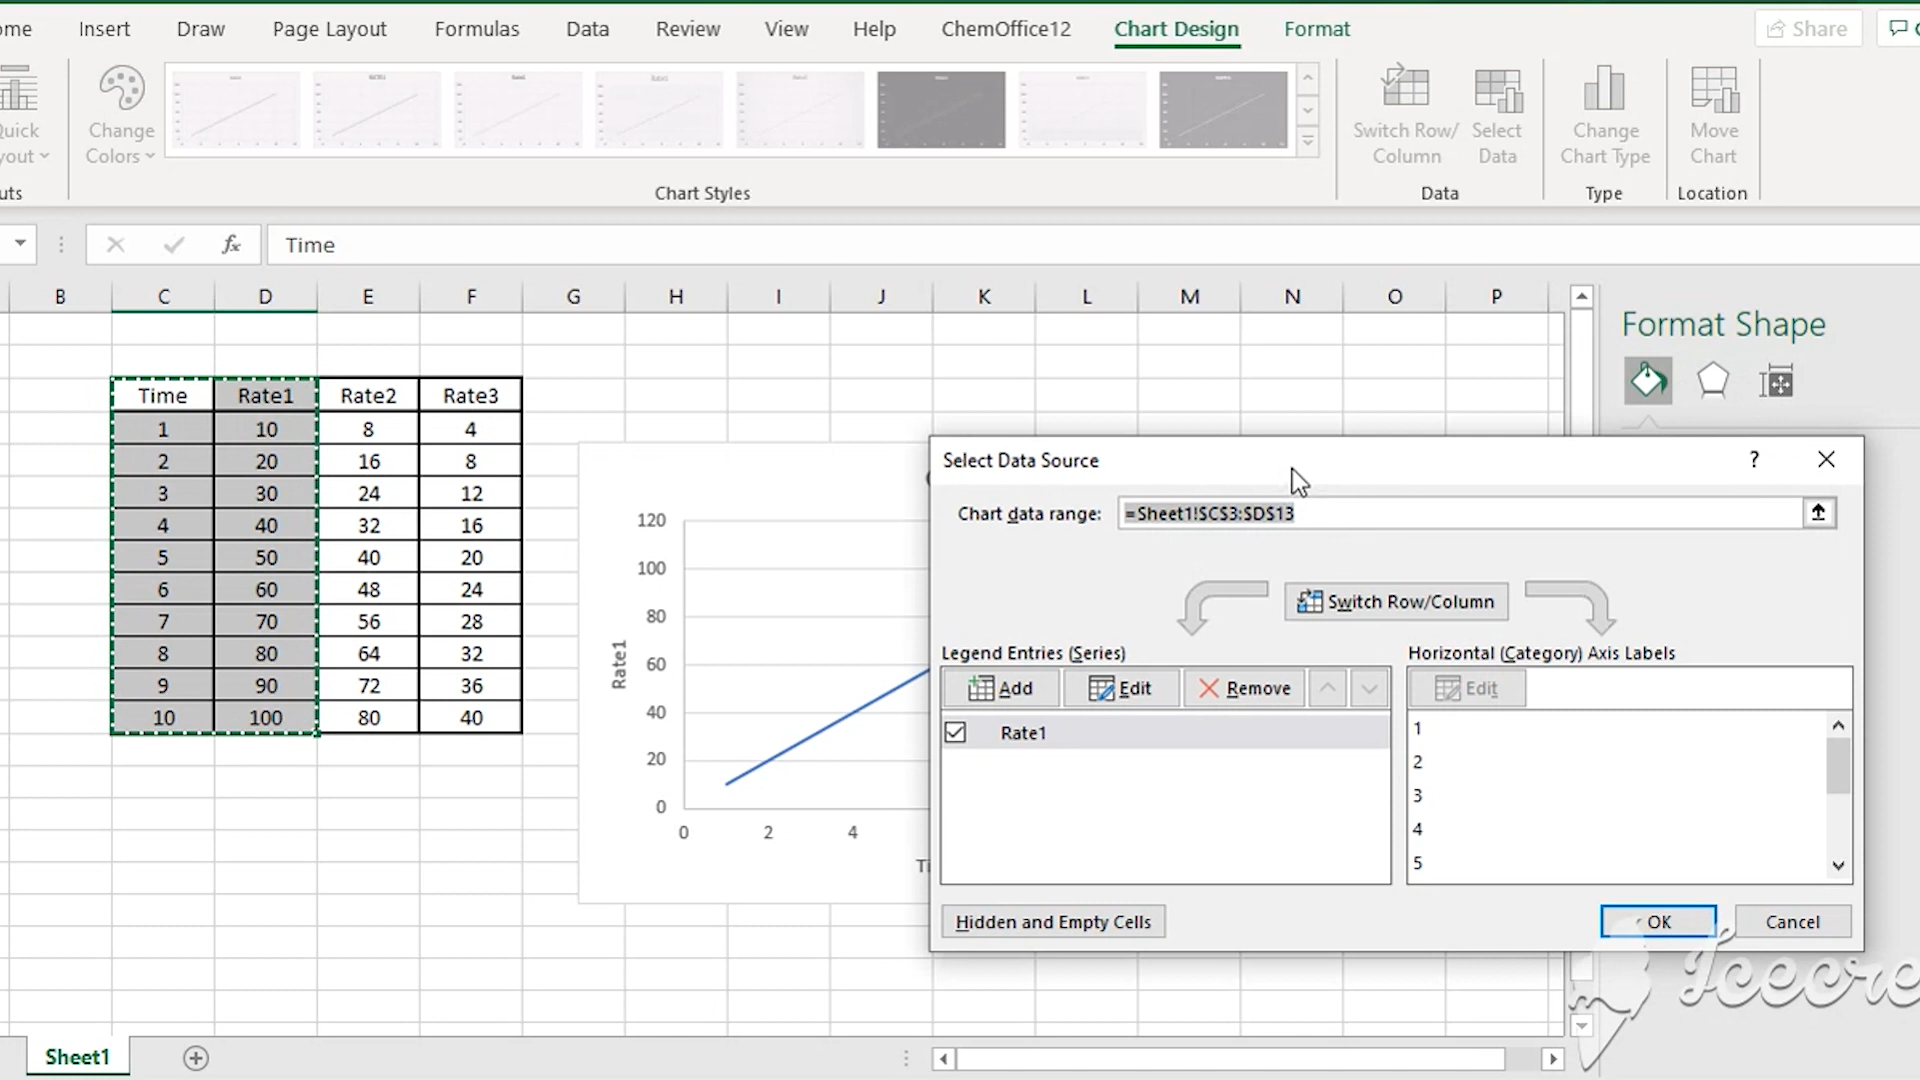 ome Insert Draw Page Layout Formulas Data Review View Help ChemOffice12 Chart Design Format Share
Quick
yout
uts
Change
Colors
Chart Styles
Switch Row/
Column
Select
Data
Data
Change
Chart Type
Type
Move
Chart
Location
fx Time
B C D E F G H I J K L M N O P
Time Rate1 Rate2 Rate3
1 10 8 4
2 20 16 8
3 30 24 12
4 40 32 16
5 50 40 20
6 60 48 24
7 70 56 28
8 80 64 32
9 90 72 36
10 100 80 40
120
100
80
60
40
20
0
Rate1
0 2 4
Ti
Format Shape
Select Data Source ?
Chart data range: =Sheet1!$C$3:$D$13
Switch Row/Column
Legend Entries (Series)
Add Edit Remove
Rate1
Horizontal (Category) Axis Labels
Edit
1
2
3
4
5
Hidden and Empty Cells
OK Cancel
Icecre
Sheet1